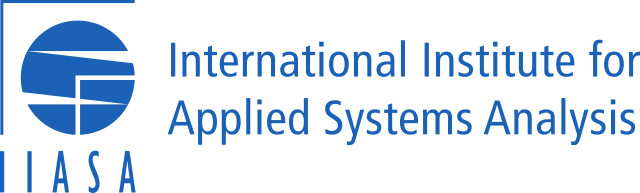 International Institute for
Applied Systems Analysis
IIASA